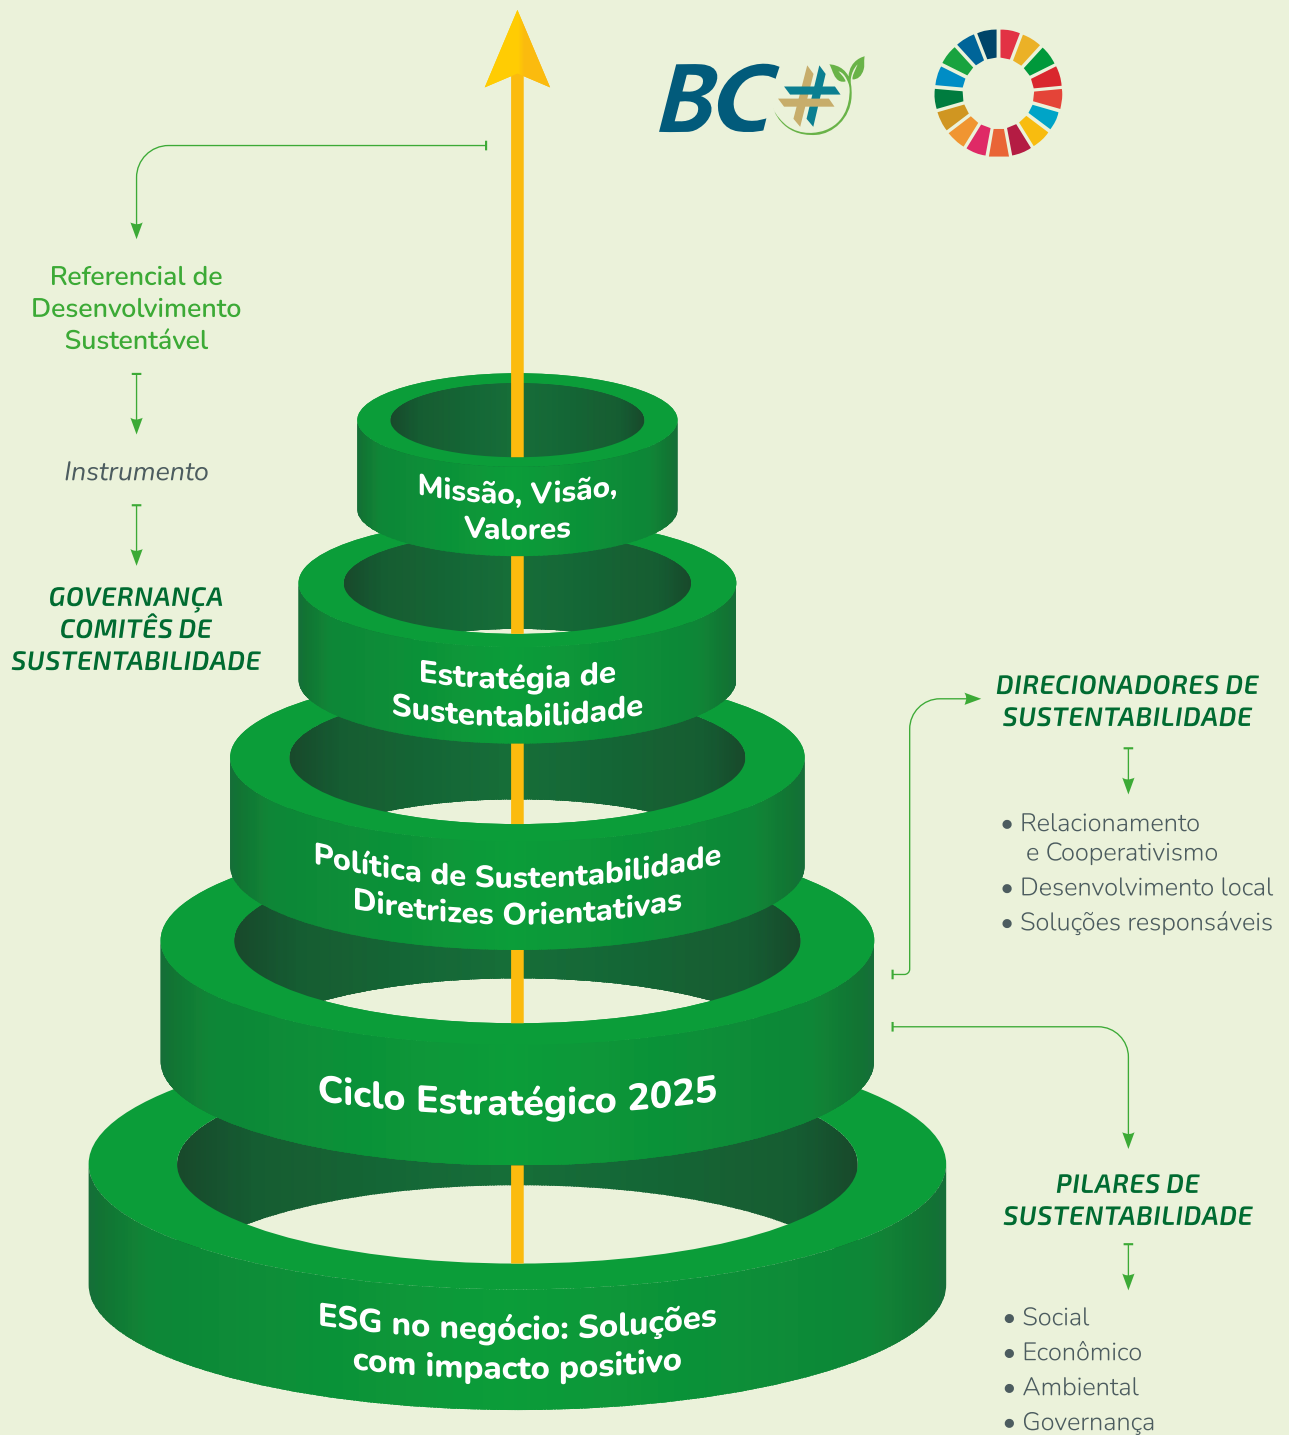 BC#
Referencial de
Desenvolvimento
Sustentável
Instrumento
GOVERNANÇA
COMITÊS DE
SUSTENTABILIDADE
Missão, Visão,
Valores
Estratégia de
Sustentabilidade
Política de Sustentabilidade
Diretrizes Orientativas
Ciclo Estratégico 2025
ESG no negócio: Soluções
com impacto positivo
DIRECIONADORES DE
SUSTENTABILIDADE
• Relacionamento
e Cooperativismo
• Desenvolvimento local
• Soluções responsáveis
PILARES DE
SUSTENTABILIDADE
• Social
• Econômico
• Ambiental
• Governança